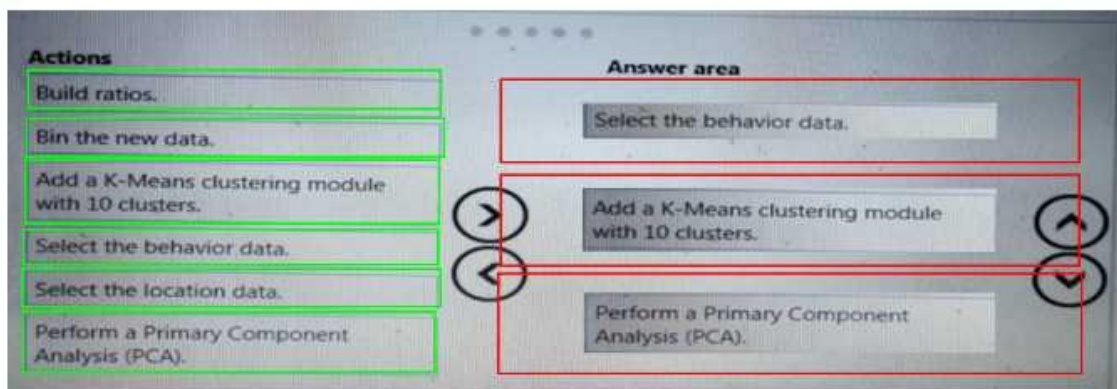 Actions
Build ratios.
Bin the new data.
Add a K-Means clustering module
with 10 clusters.
Select the behavior data.
Select the location data.
Perform a Primary Component
Analysis (PCA).
Answer area
Select the behavior data.
Add a K-Means clustering module
with 10 clusters.
Perform a Primary Component
Analysis (PCA).